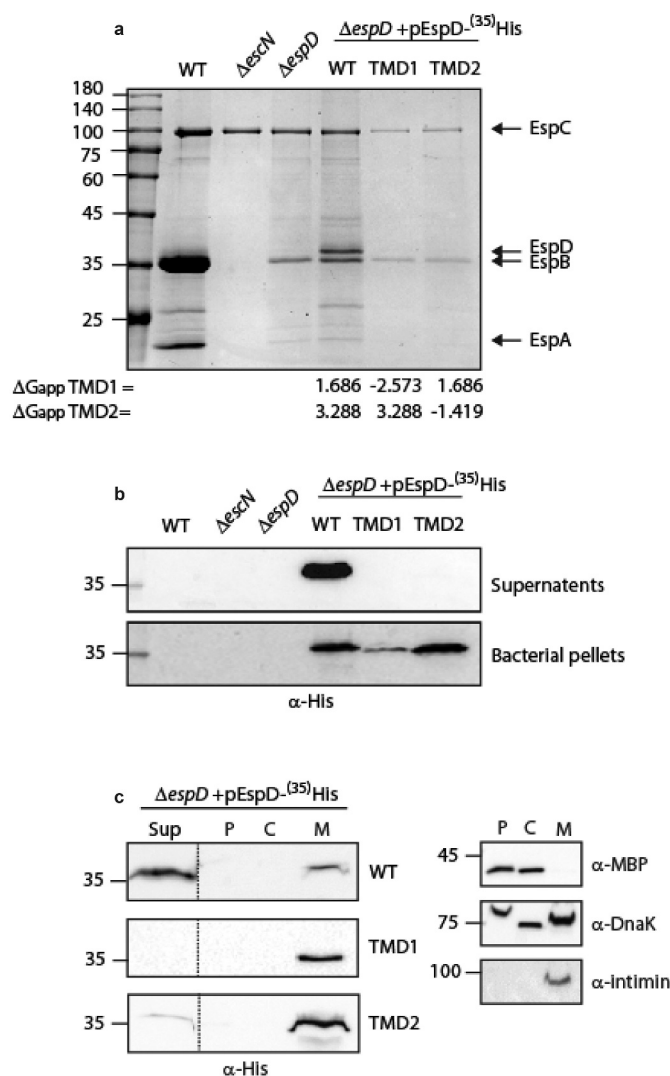 a
ΔespD +pEspD-(35)His
WT ΔescN ΔespD WT TMD1 TMD2
180
140
100
75
60
45
35
25
EspC
EspD
EspB
EspA
ΔGapp TMD1 = 1.686 -2.573 1.686
ΔGapp TMD2= 3.288 3.288 -1.419
b
ΔespD +pEspD-(35)His
WT ΔescN ΔespD WT TMD1 TMD2
35 Supernatents
35 Bacterial pellets
α-His
c
ΔespD +pEspD-(35)His
Sup P C M
35 WT
35 TMD1
35 TMD2
α-His
P C M
45 α-MBP
75 α-DnaK
100 α-intimin